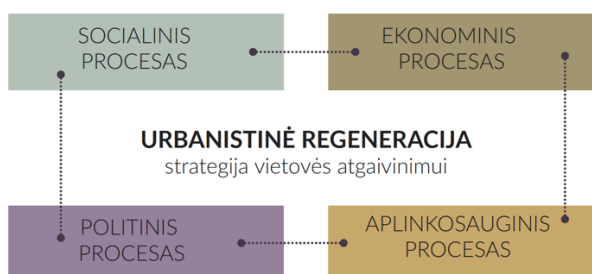 SOCIALINIS
PROCESAS
EKONOMINIS
PROCESAS
URBANISTINĖ REGENERACIJA
strategija vietovės atgaivinimui
POLITINIS
PROCESAS
APLINKOSAUGINIS
PROCESAS